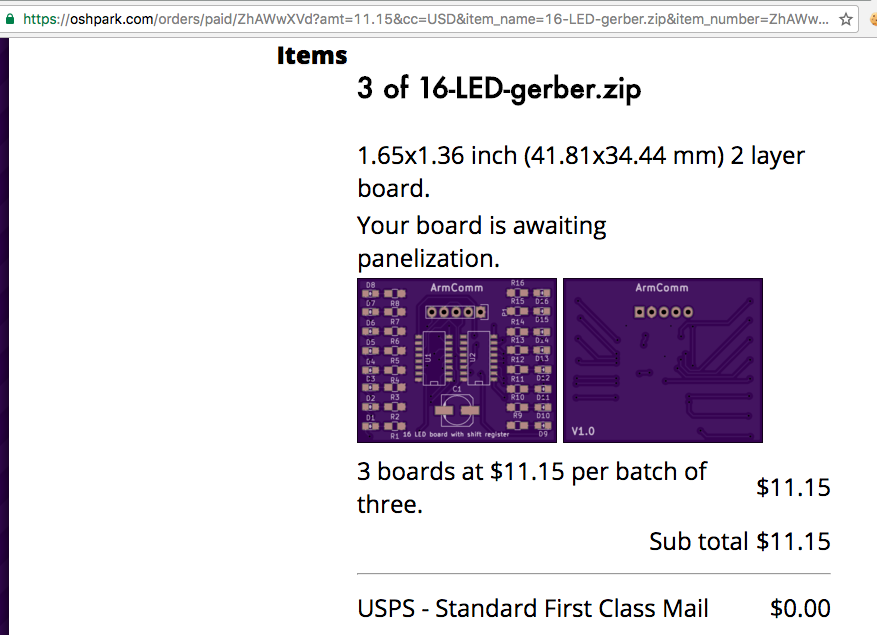 https://oshpark.com/orders/paid/ZhAWwXVd?amt=11.15&cc=USD&item_name=16-LED-gerber.zip&item_number=ZhAWw...
Items
3 of 16-LED-gerber.zip
1.65x1.36 inch (41.81x34.44 mm) 2 layer
board.
Your board is awaiting
panelization.
D8 ArmComm R16
D7 R8 R15 D16
D6 R7 P1 R14 D15
D5 R6 R13 D14
D4 R5 U1 U2 R12 D13
D3 R4 R11 D12
D2 R3 C1 R10 D11
D1 R2 R9 D10
R1 16 LED board with shift register D9
ArmComm
V1.0
3 boards at $11.15 per batch of
three.
$11.15
Sub total $11.15
USPS - Standard First Class Mail $0.00